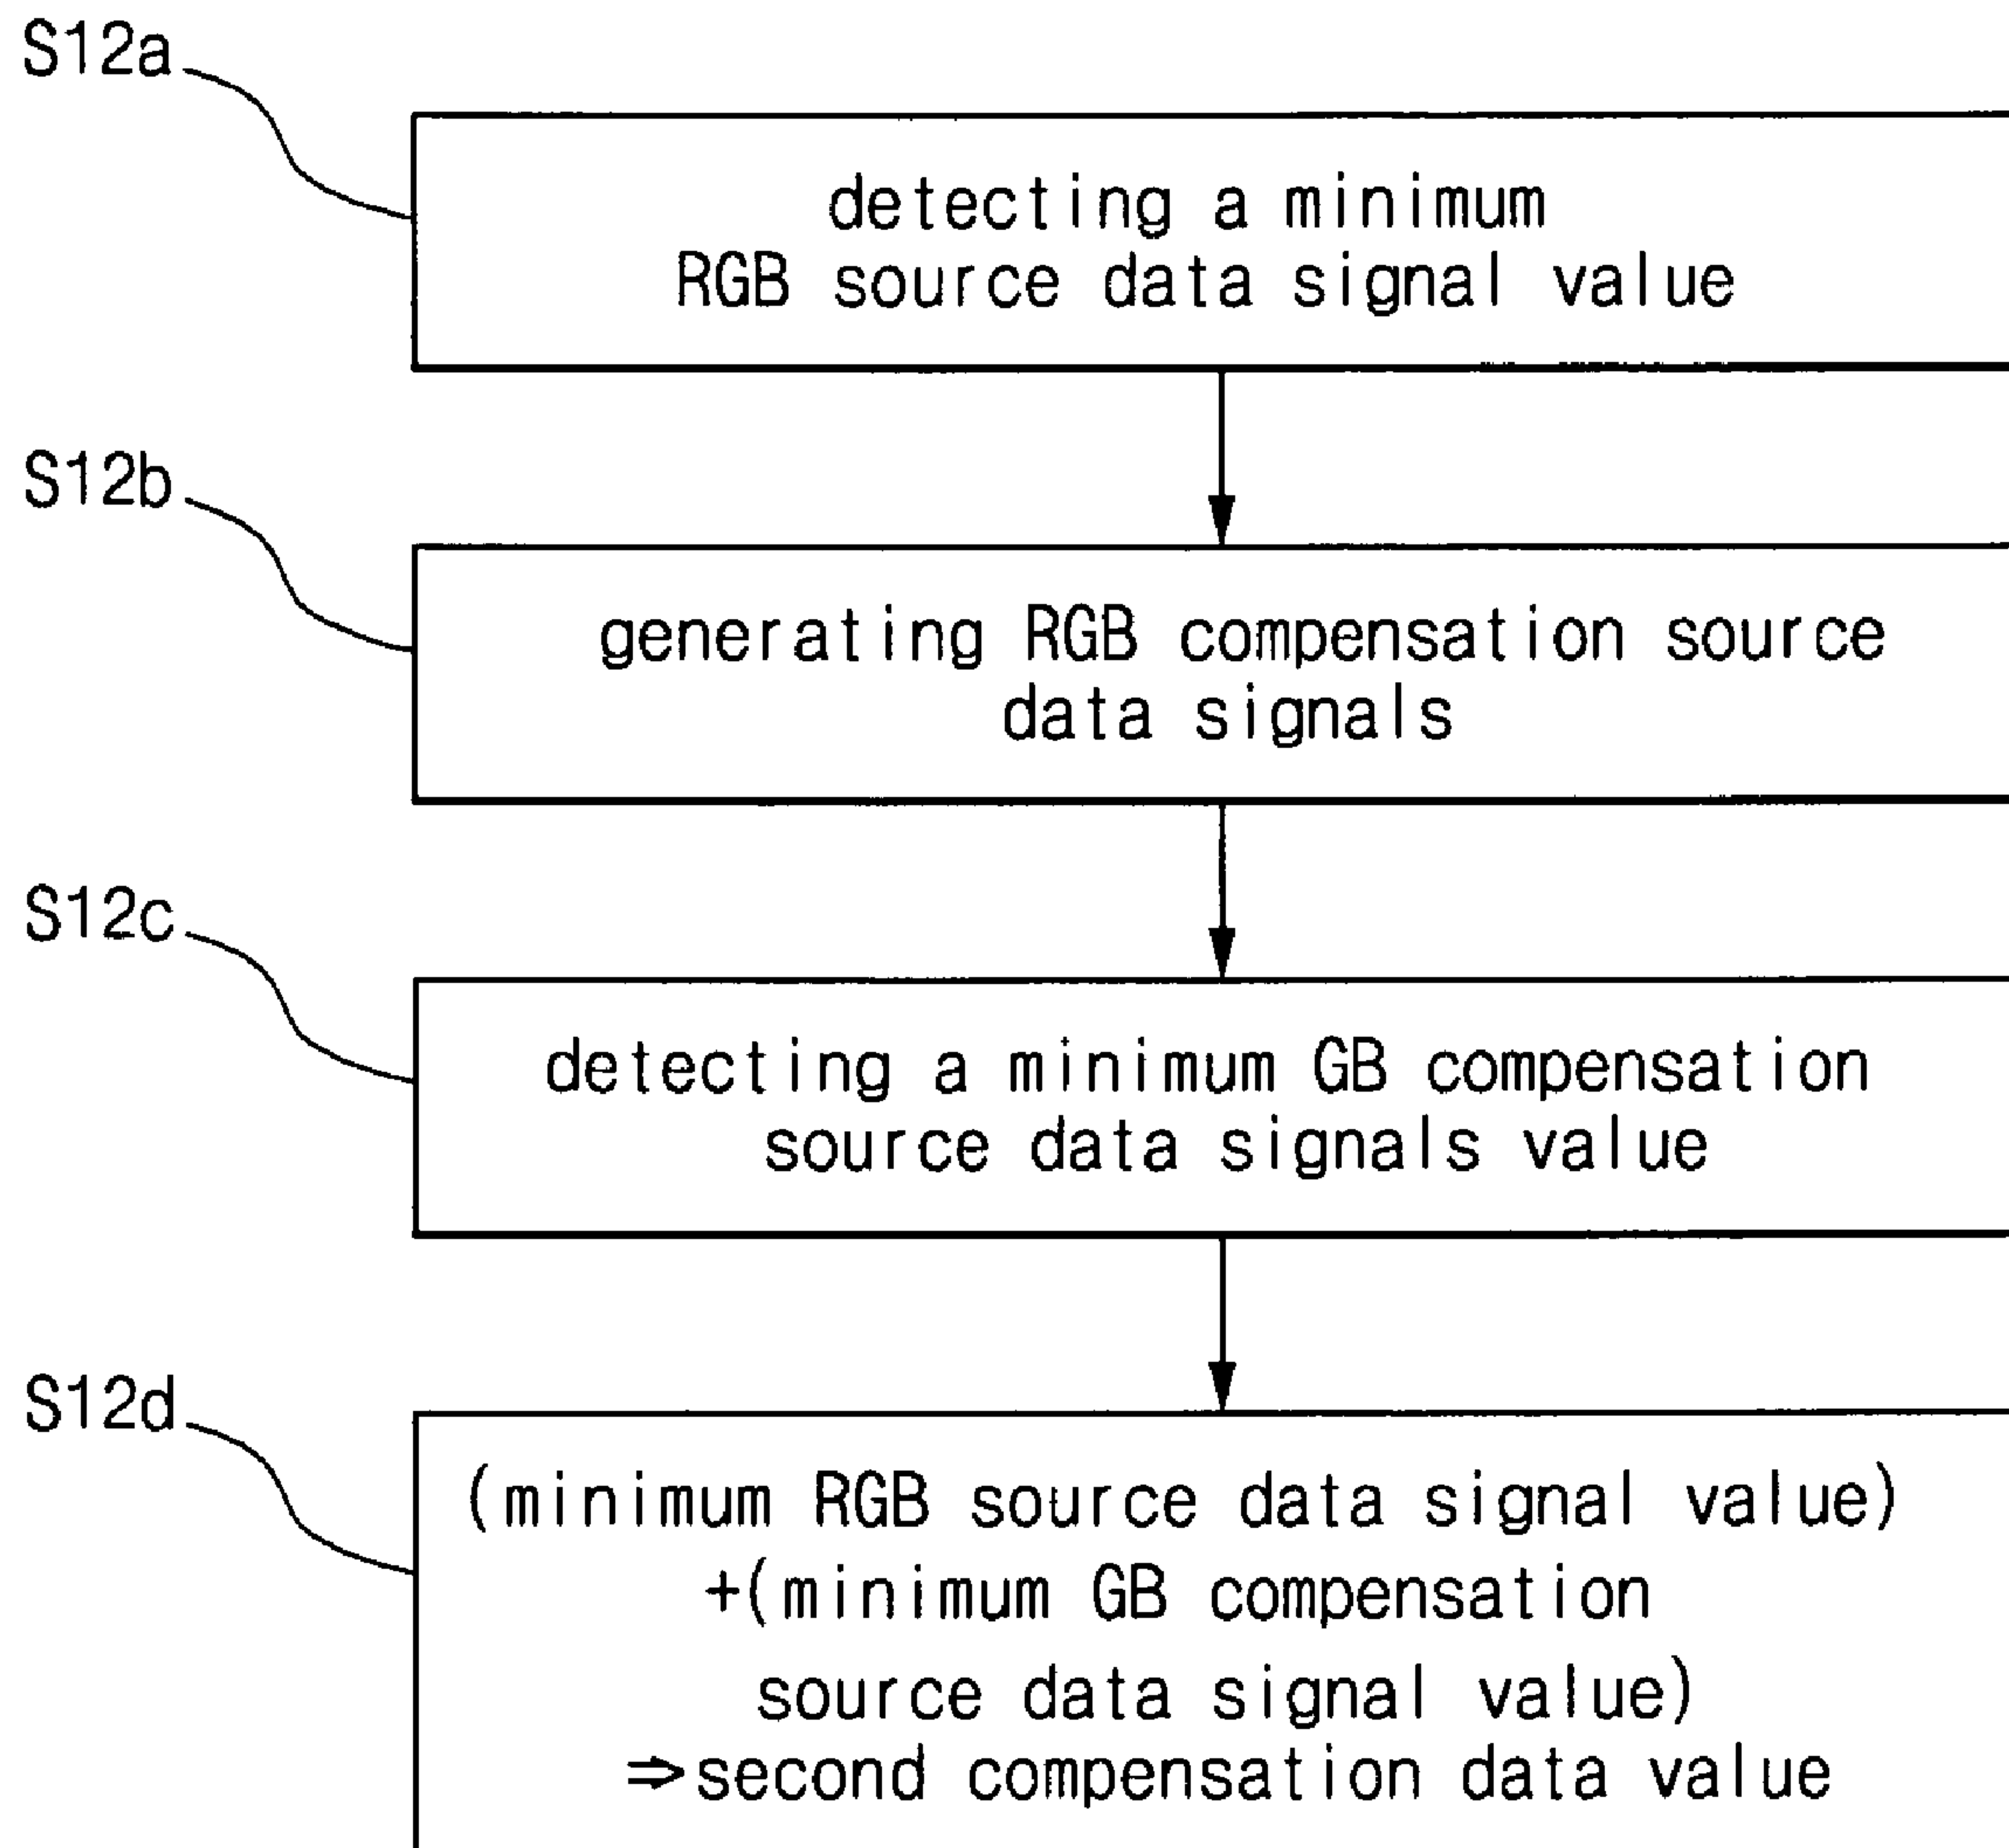 S12a
detecting a minimum
RGB source data signal value
S12b
generating RGB compensation source
data signals
S12c
detecting a minimum GB compensation
source data signals value
S12d
(minimum RGB source data signal value)
+(minimum GB compensation
source data signal value)
⇒second compensation data value